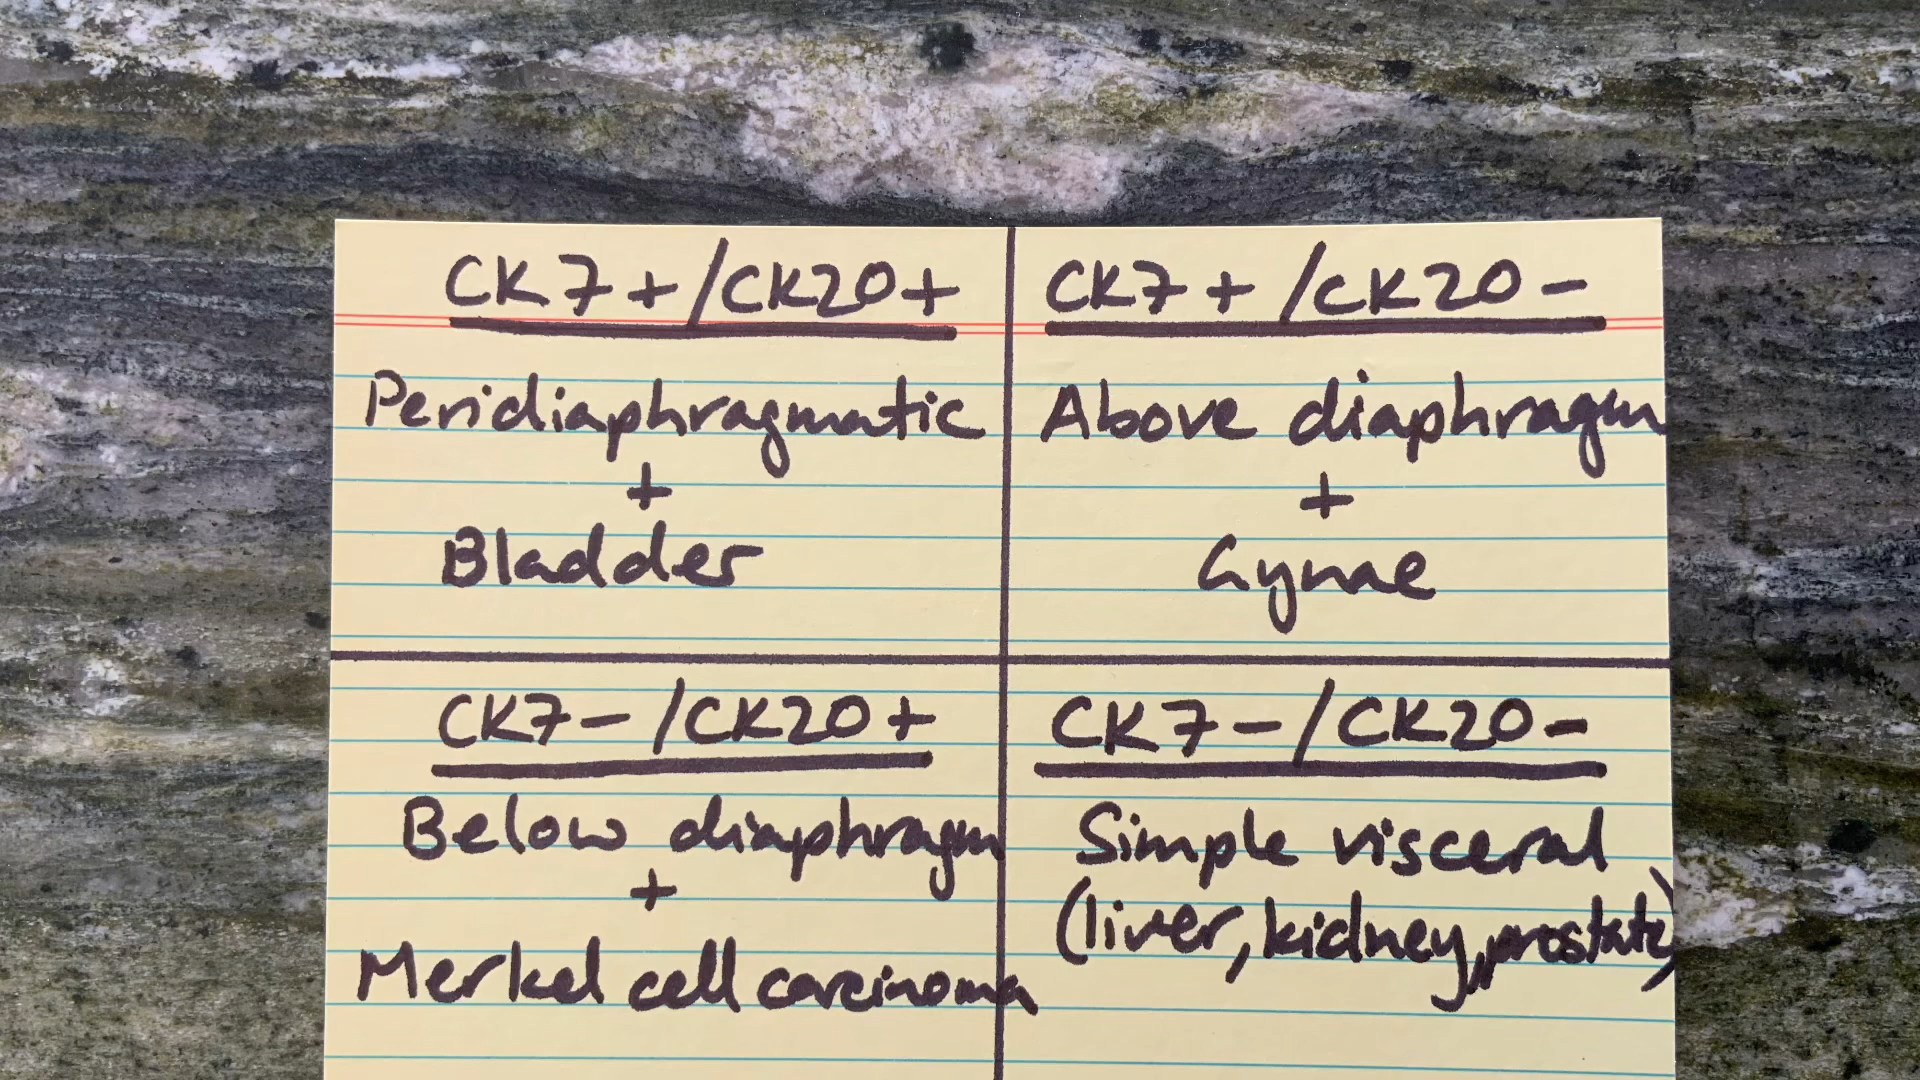 CK7+/CK20+
Peridiaphragmatic
+
Bladder
CK7+/CK20-
Above diaphragm
+
Gynae
CK7-/CK20+
Below diaphragm
+
Merkel cell carcinoma
CK7-/CK20-
Simple visceral
(liver, kidney, prostate)